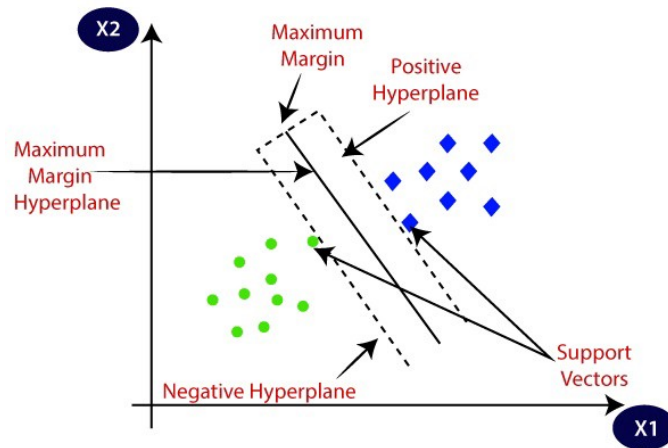 X2
Maximum
Margin
Positive
Hyperplane
Maximum
Margin
Hyperplane
Support
Vectors
Negative Hyperplane
X1